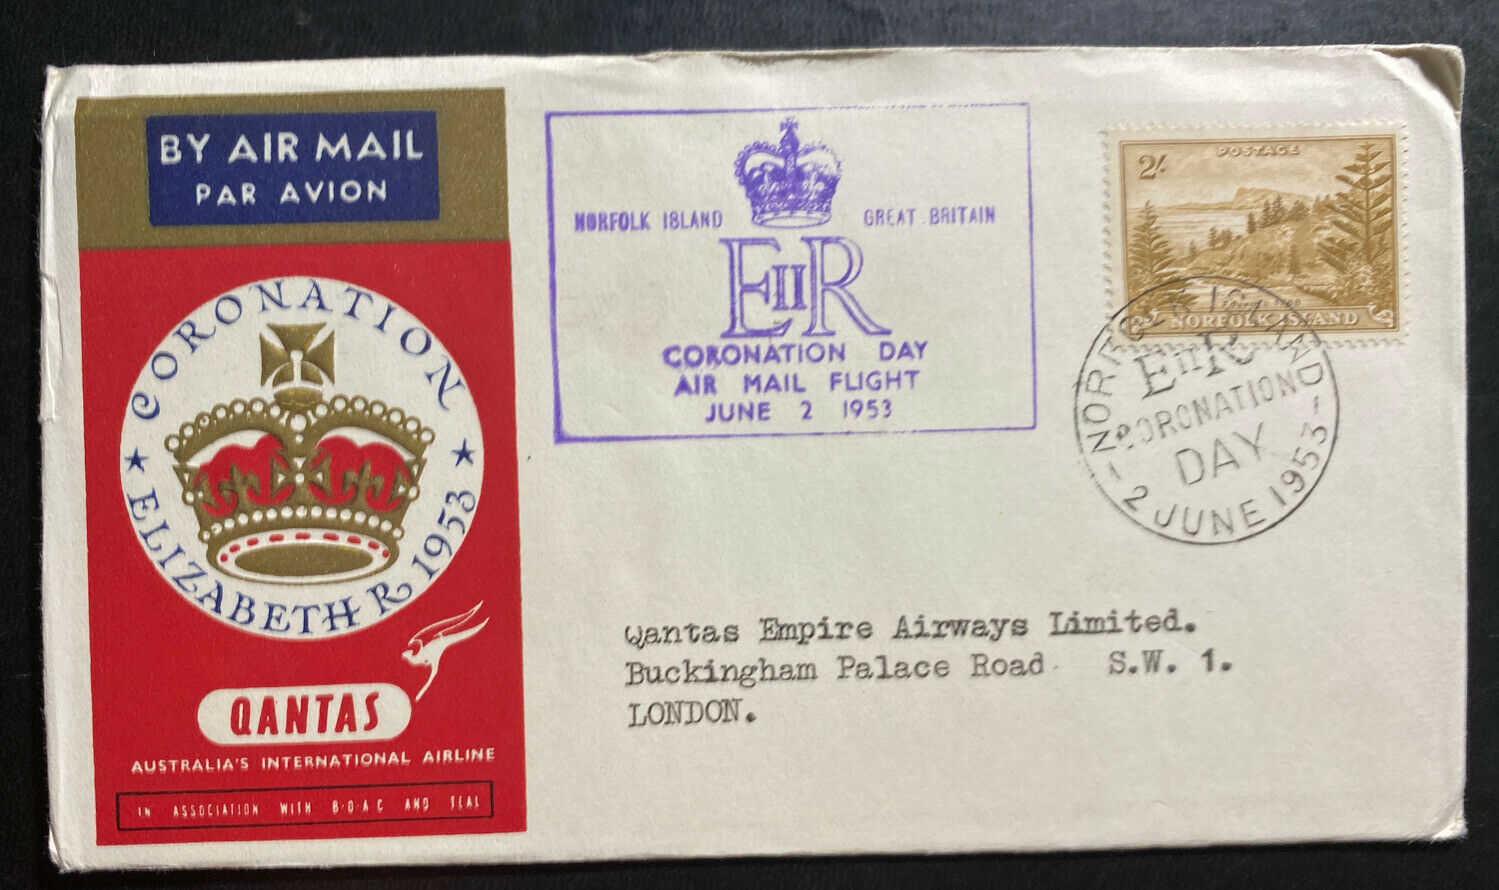 BY AIR MAIL
PAR AVION
CORONATION
ELIZABETH R 1953
QANTAS
AUSTRALIA'S INTERNATIONAL AIRLINE
IN ASSOCIATION WITH B·O·A·C AND TEAL
NORFOLK ISLAND GREAT BRITAIN
EIIR
CORONATION DAY
AIR MAIL FLIGHT
JUNE 2 1953
2/- POSTAGE
NORFOLK ISLAND
NORFOLK ISLAND
EIIR
CORONATION
DAY
- 2 JUNE 1953 -
Qantas Empire Airways Limited.
Buckingham Palace Road S.W. 1.
LONDON.